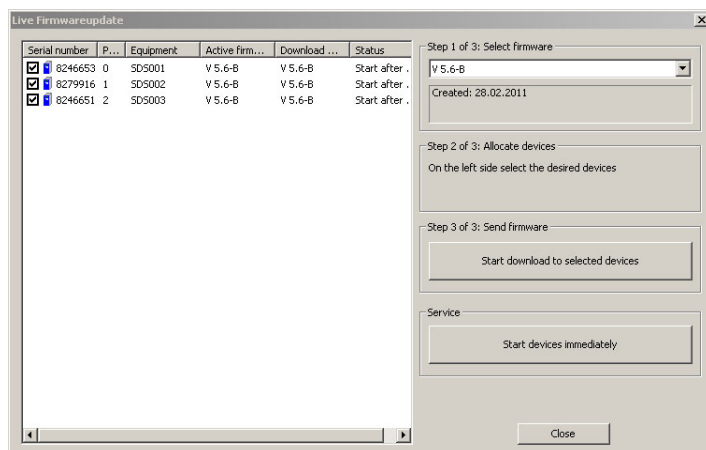 Live Firmwareupdate
Serial number P... Equipment Active firm... Download ... Status
8246653 0 SDS001 V 5.6-B V 5.6-B Start after .
8279916 1 SDS002 V 5.6-B V 5.6-B Start after .
8246651 2 SDS003 V 5.6-B V 5.6-B Start after .
Step 1 of 3: Select firmware
V 5.6-B
Created: 28.02.2011
Step 2 of 3: Allocate devices
On the left side select the desired devices
Step 3 of 3: Send firmware
Start download to selected devices
Service
Start devices immediately
Close